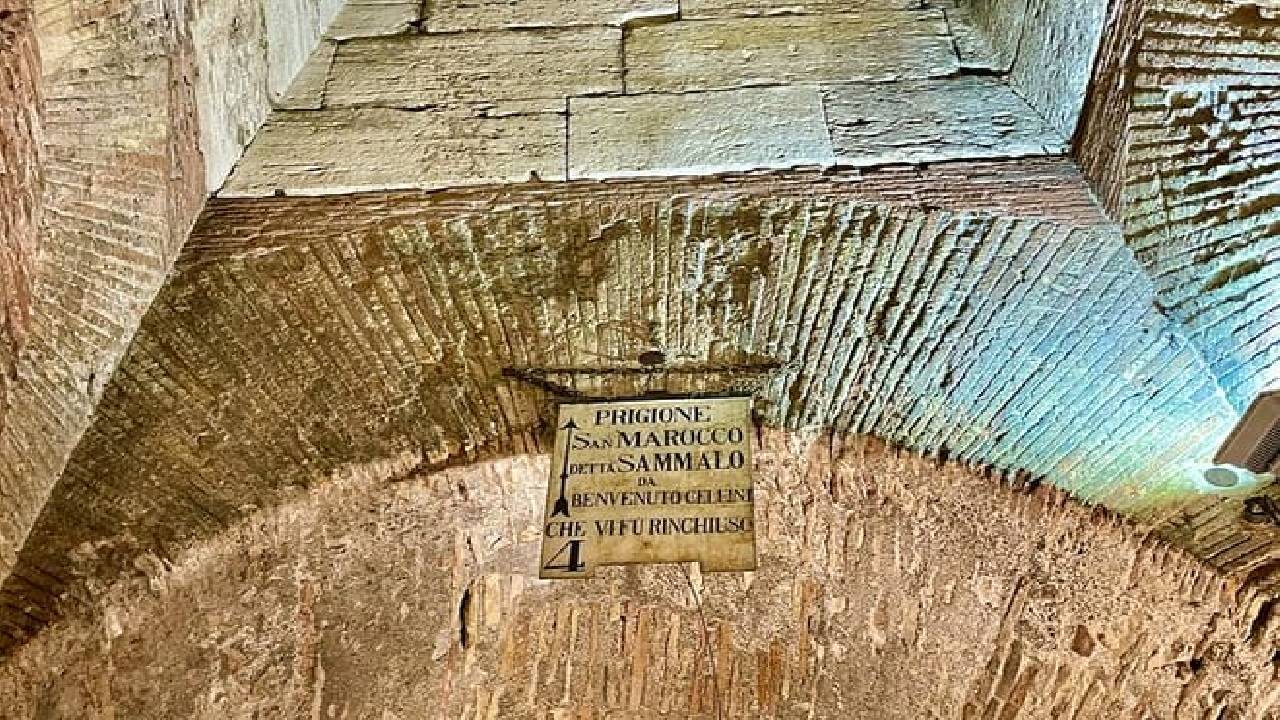 PRIGIONE
SAN MAROCCO
DETTA SAMMALO
DA
BENVENUTO CELLINI
CHE VI FU RINCHIUSO
4